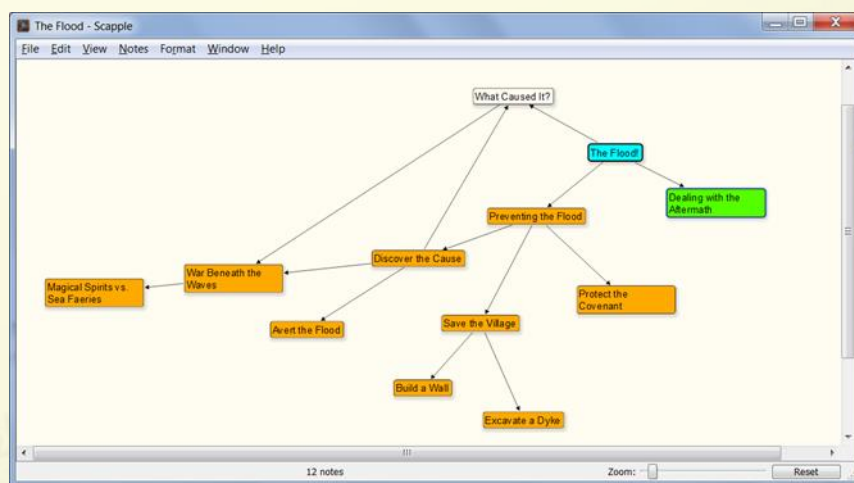 The Flood - Scapple
File Edit View Notes Format Window Help
What Caused It?
The Flood!
Dealing with the
Aftermath
Preventing the Flood
Discover the Cause
War Beneath the
Waves
Magical Spirits vs.
Sea Faeries
Protect the
Covenant
Avert the Flood
Save the Village
Build a Wall
Excavate a Dyke
12 notes
Zoom:
Reset